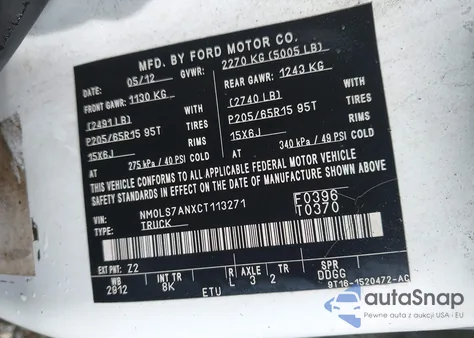 MFD. BY FORD MOTOR CO.
DATE: 05/12 GVWR: 2270 KG (5005 LB)
FRONT GAWR: 1130 KG REAR GAWR: 1243 KG
(2491 LB) (2740 LB)
P205/65R15 95T TIRES P205/65R15 95T TIRES
15X6J RIMS 15X6J RIMS
AT 275 kPa / 40 PSI COLD AT 340 kPa / 49 PSI COLD
THIS VEHICLE CONFORMS TO ALL APPLICABLE FEDERAL MOTOR VEHICLE
SAFETY STANDARDS IN EFFECT ON THE DATE OF MANUFACTURE SHOWN ABOVE.
VIN: NM0LS7ANXCT113271 F0396
TYPE: TRUCK T0370
EXT PNT: Z2
WB INT TR R AXLE TR SPR
2912 8K L 3 2 DDGG
ETU 9T16-1520472-AC
autaSnap
Pewne auta z aukcji USA i EU